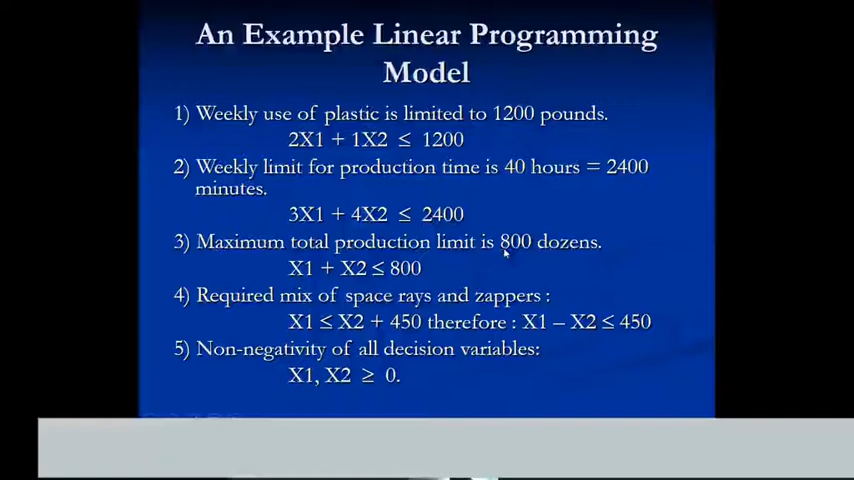 An Example Linear Programming
Model
1) Weekly use of plastic is limited to 1200 pounds.
2X1 + 1X2 ≤ 1200
2) Weekly limit for production time is 40 hours = 2400
minutes.
3X1 + 4X2 ≤ 2400
3) Maximum total production limit is 800 dozens.
X1 + X2 ≤ 800
4) Required mix of space rays and zappers :
X1 ≤ X2 + 450 therefore : X1 – X2 ≤ 450
5) Non-negativity of all decision variables:
X1, X2 ≥ 0.